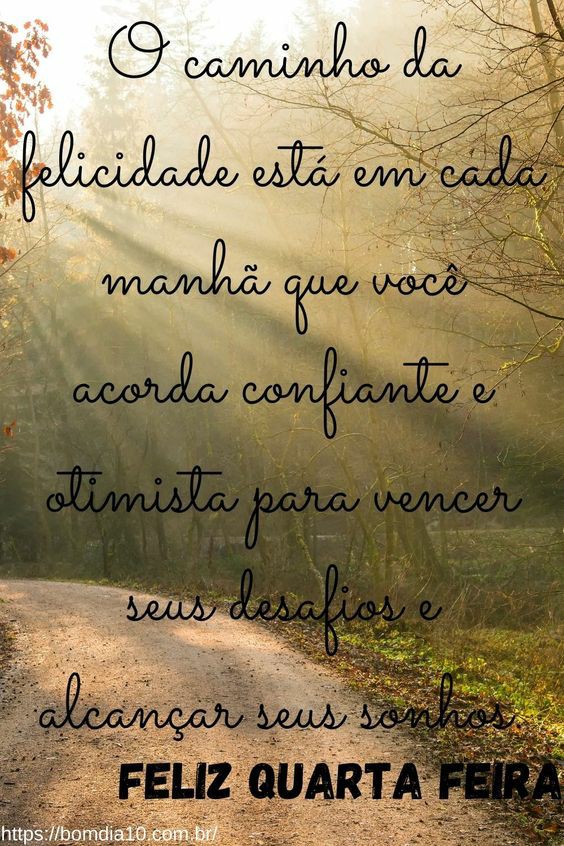 O caminho da
felicidade está em cada
manhã que você
acorda confiante e
otimista para vencer
seus desafios e
alcançar seus sonhos
FELIZ QUARTA FEIRA
https://bomdia10.com.br/